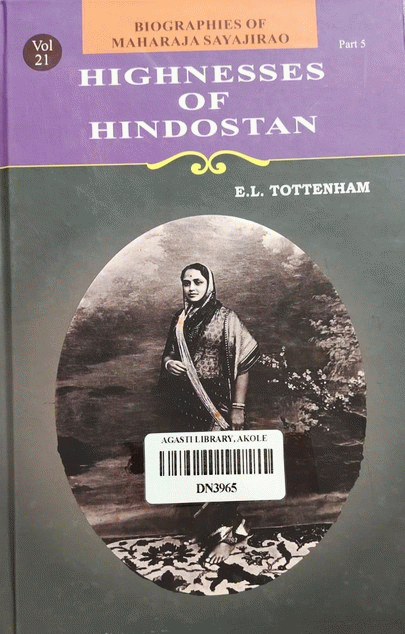 BIOGRAPHIES OF
MAHARAJA SAYAJIRAO
Vol
21
Part 5
HIGHNESSES
OF
HINDOSTAN
E.L. TOTTENHAM
AGASTI LIBRARY, AKOLE
DN3965